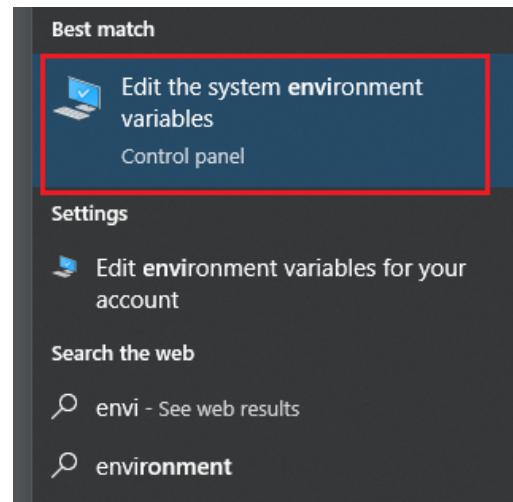 Best match
Edit the system environment
variables
Control panel
Settings
Edit environment variables for your
account
Search the web
envi - See web results
environment